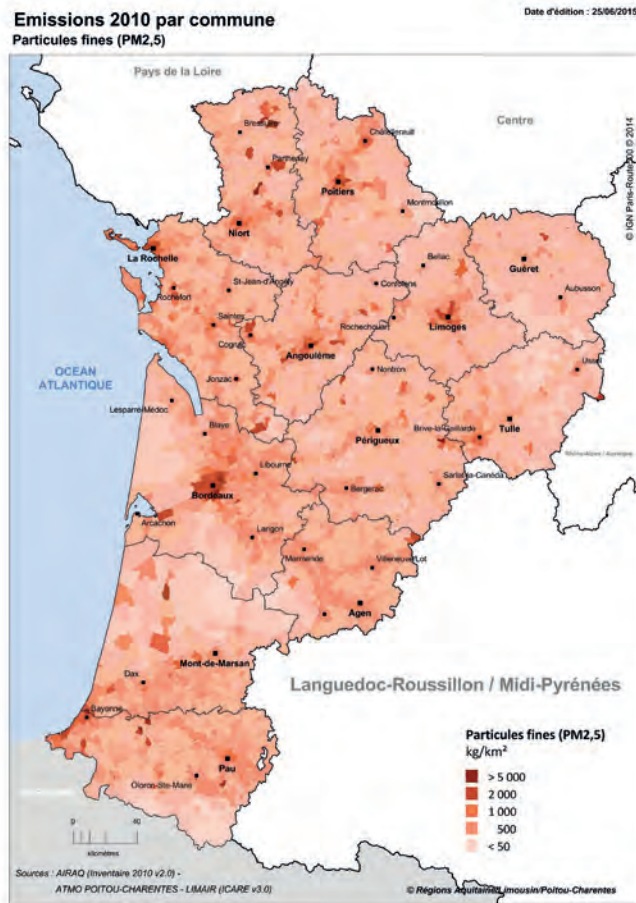 Emissions 2010 par commune
Date d'édition : 25/06/2015
Particules fines (PM2,5)
Pays de la Loire
Centre
© IGN Paris-Route500 © 2014
Bressuire
Châtellerault
Parthenay
Poitiers
Montmorillon
Niort
La Rochelle
Bellac
Guéret
Rochefort
St-Jean-d'Angély
Confolens
Aubusson
Saintes
Rochechouart
Limoges
Cognac
Angoulême
OCEAN
ATLANTIQUE
Jonzac
Nontron
Ussel
Lesparre-Médoc
Blaye
Périgueux
Brive-la-Gaillarde
Tulle
Libourne
Bordeaux
Sarlat-la-Canéda
Bergerac
Arcachon
Langon
Marmande
Villeneuve/Lot
Agen
Mont-de-Marsan
Dax
Languedoc-Roussillon / Midi-Pyrénées
Bayonne
Pau
Oloron-Ste-Marie
Particules fines (PM2,5)
kg/km²
> 5 000
2 000
1 000
500
< 50
0
40
kilomètres
Sources : AIRAQ (Inventaire 2010 v2.0) -
ATMO POITOU-CHARENTES - LIMAIR (ICARE v3.0)
© Régions Aquitaine/Limousin/Poitou-Charentes